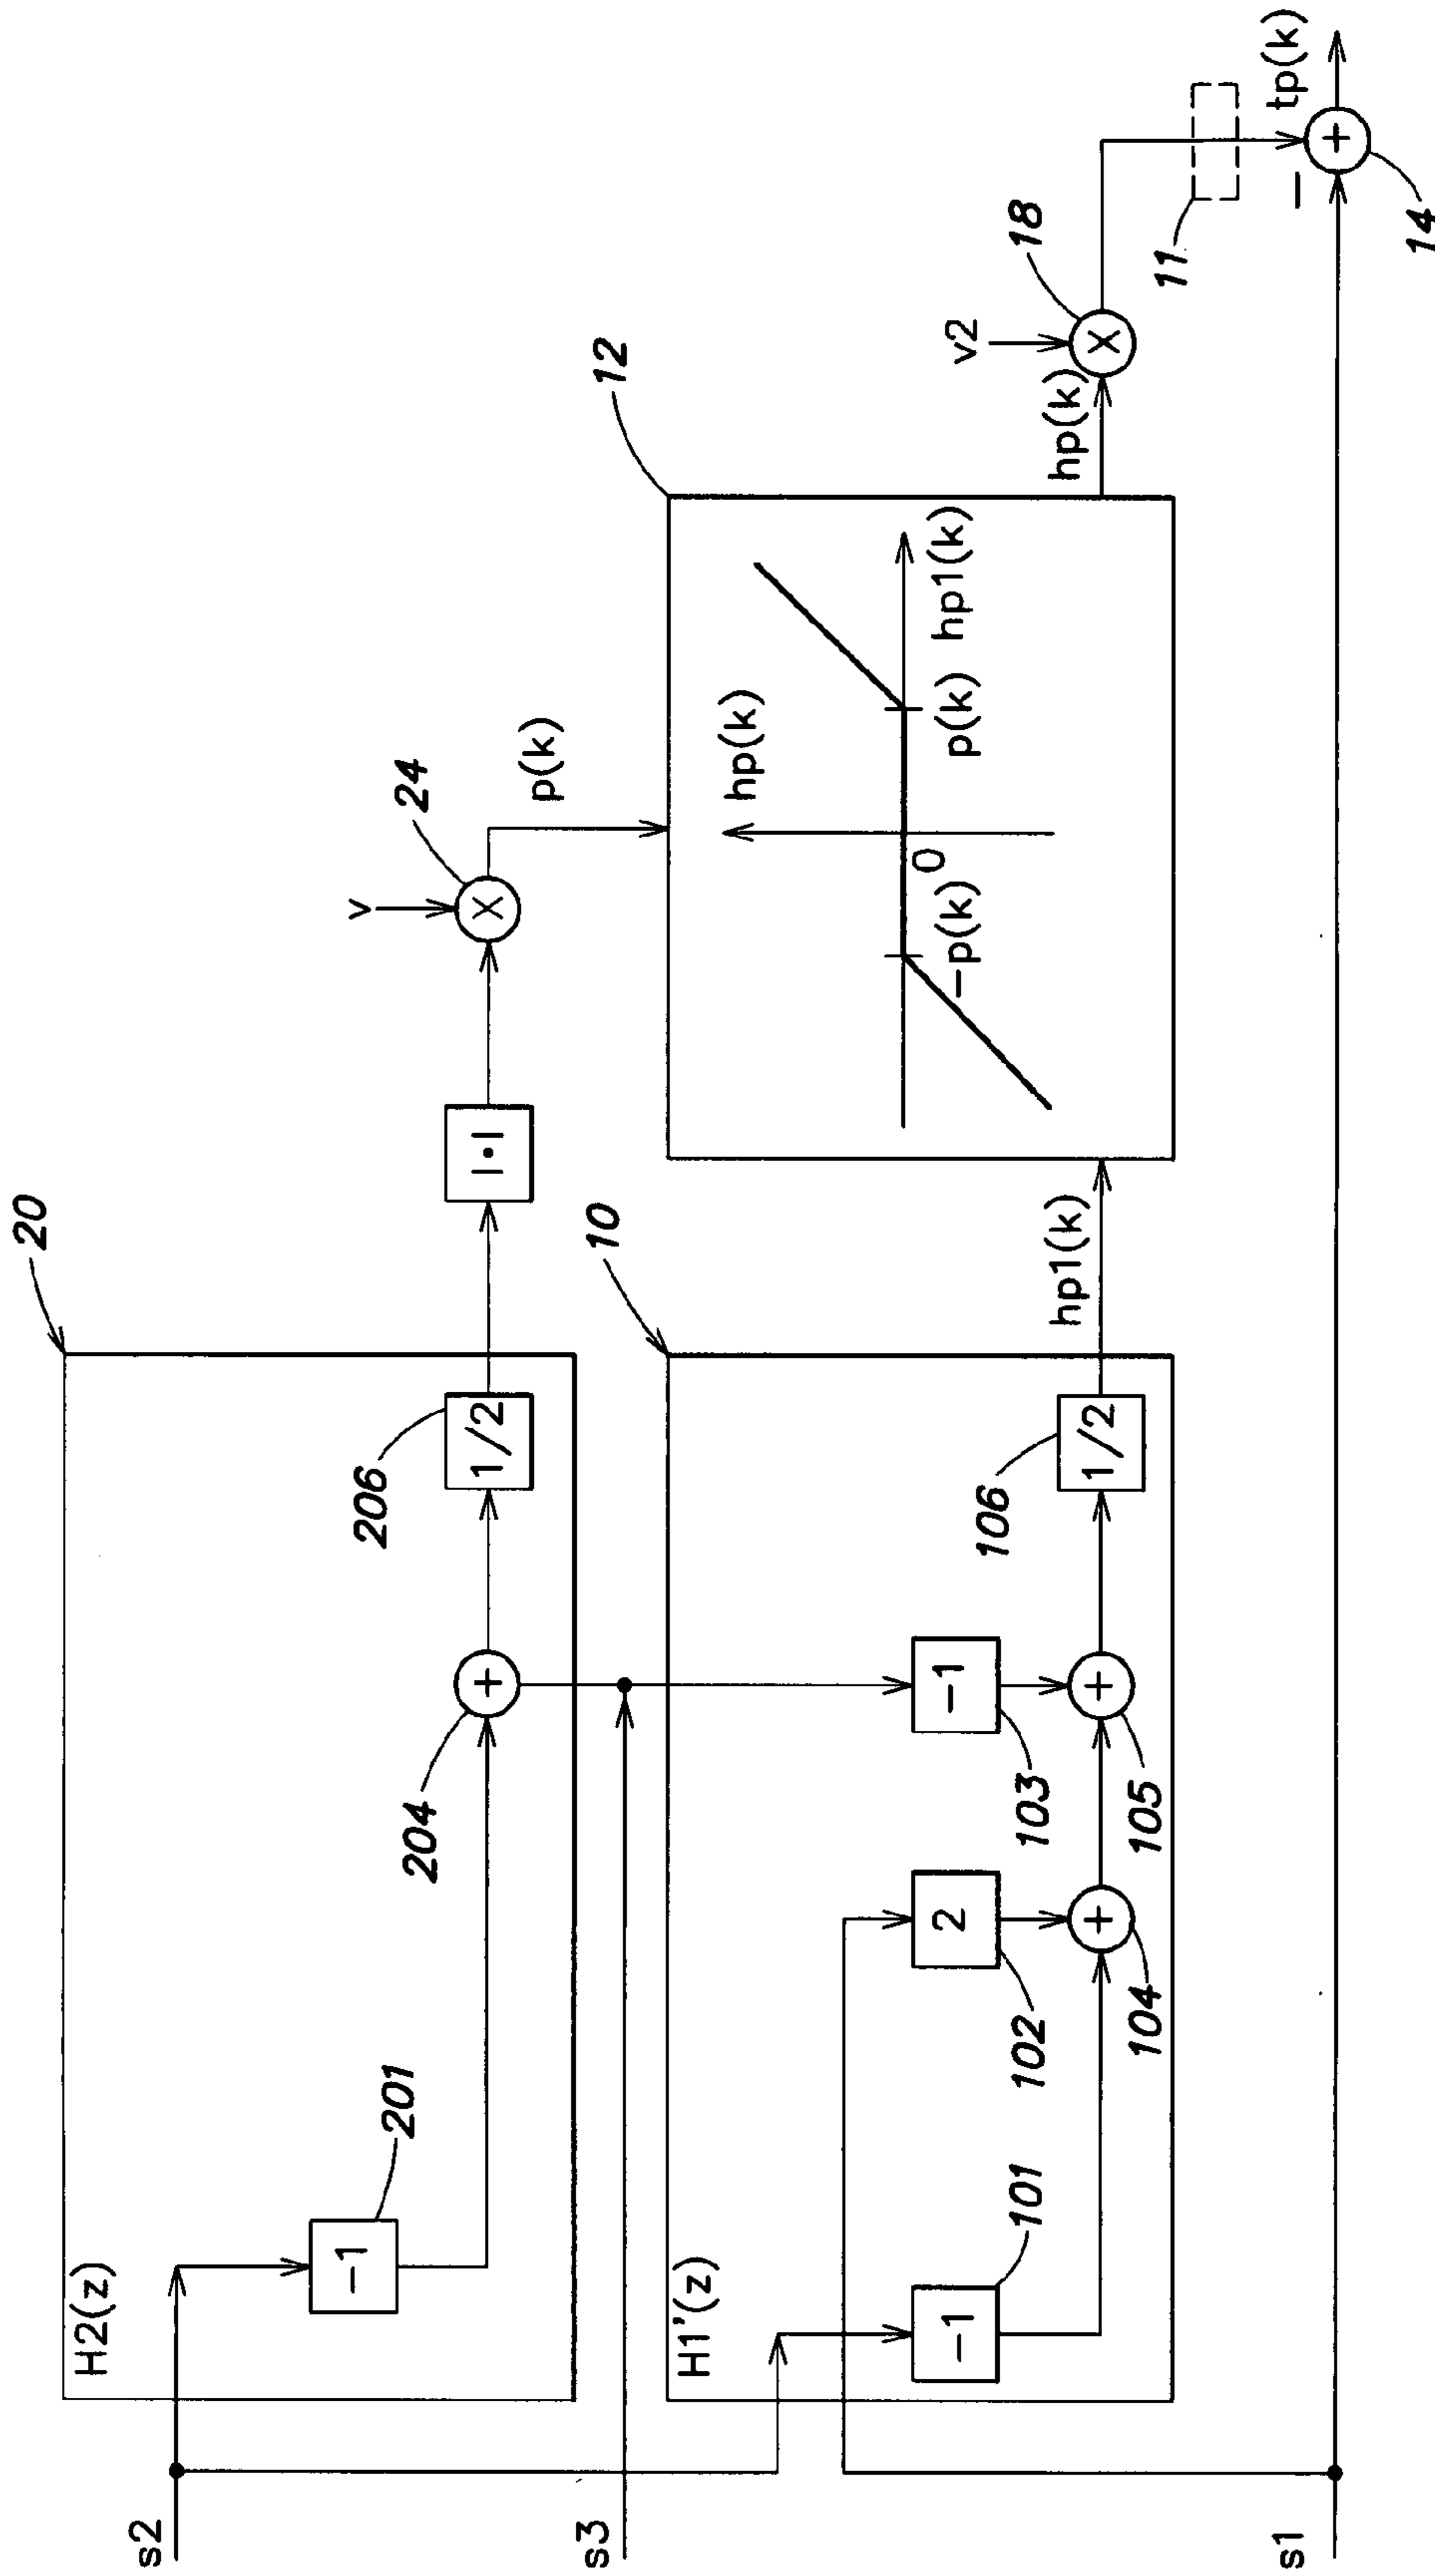 20
H2(z)
s2
-1
201
204
+
206
1/2
|•|
v
24
X
p(k)
s3
10
H1'(z)
-1
101
2
102
104
+
-1
103
105
+
106
1/2
hp1(k)
12
hp(k)
hp1(k)
-p(k)
0
p(k)
hp(k)
v2
18
X
11
s1
−
+
14
tp(k)